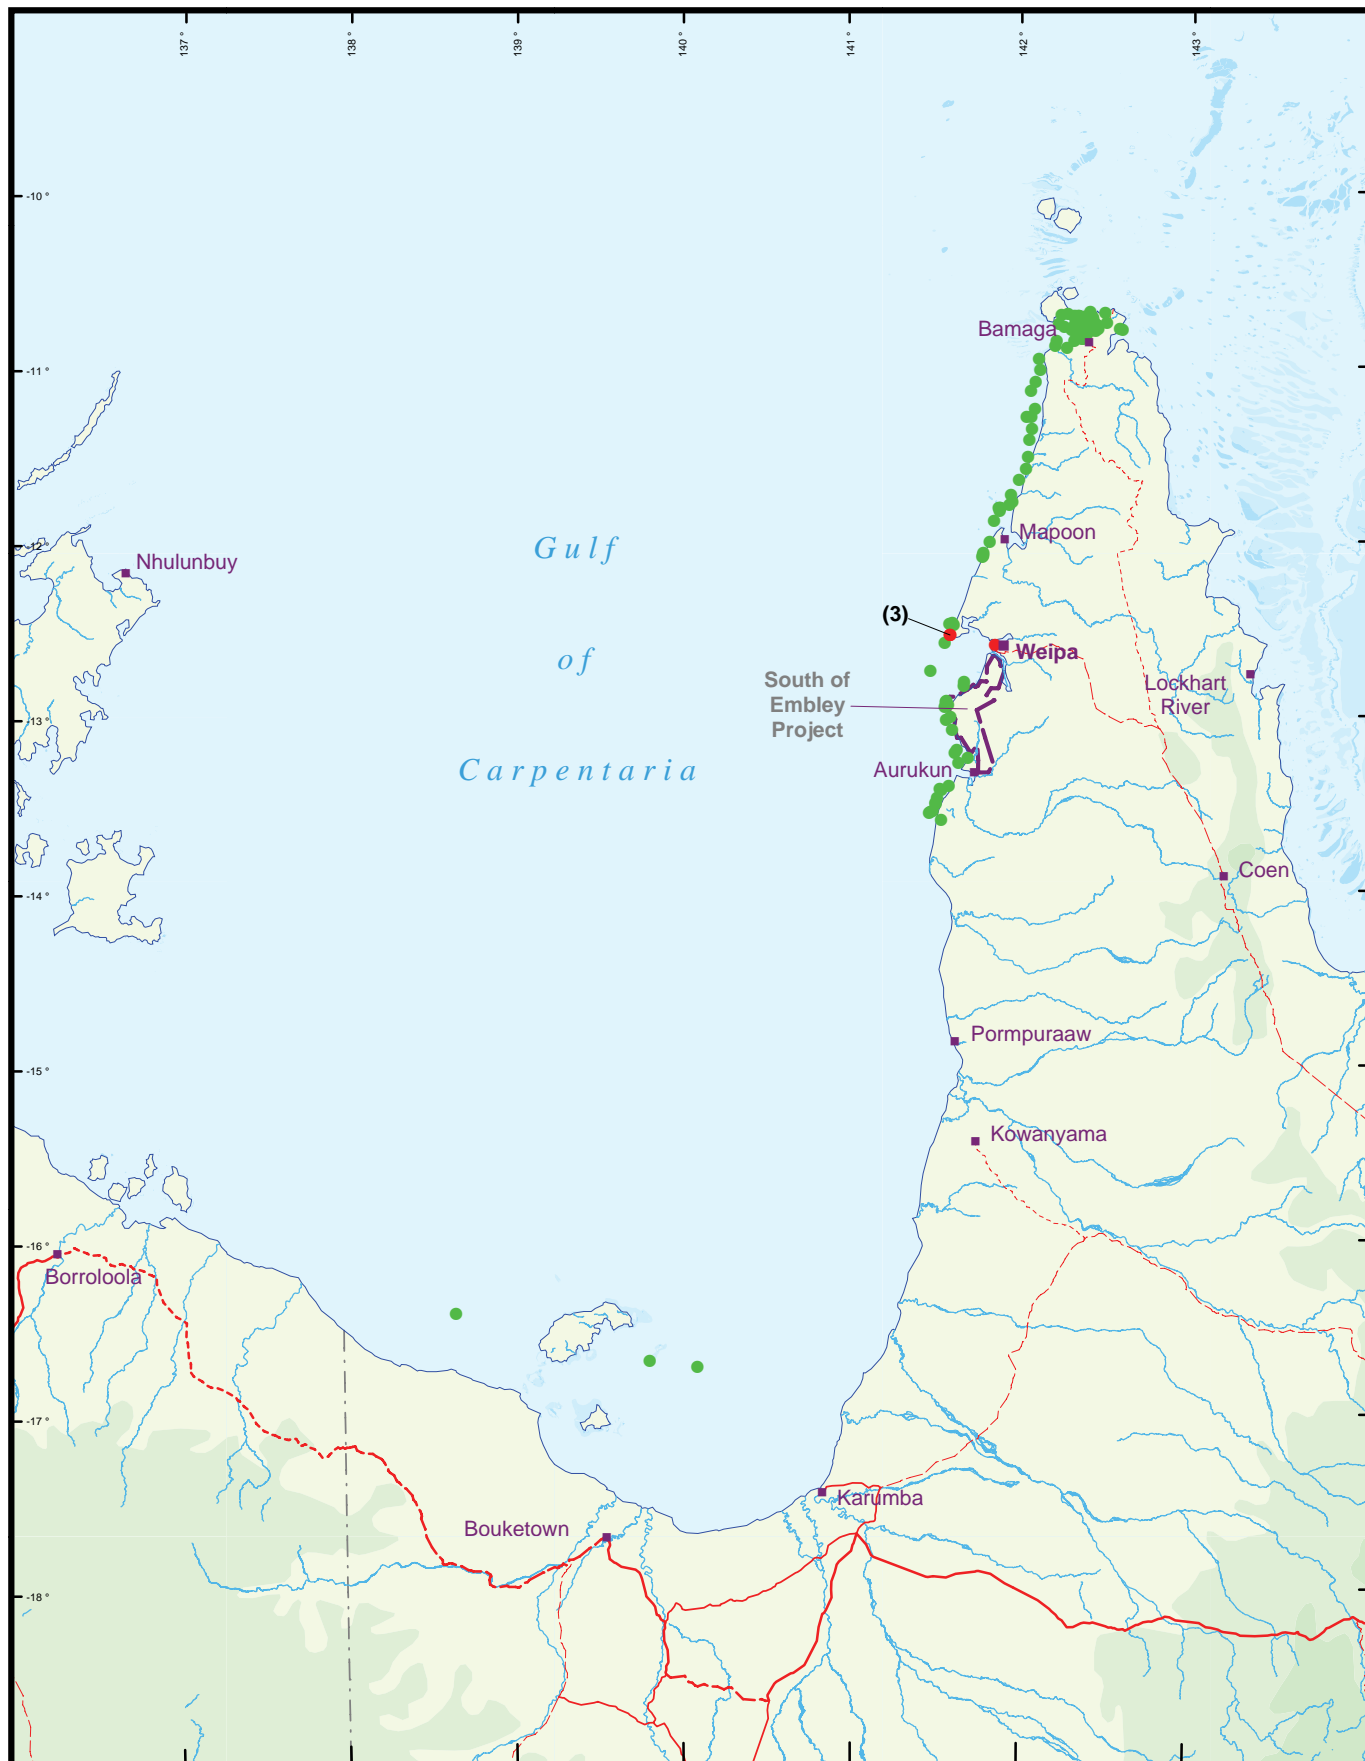 137°
138°
139°
140°
141°
142°
143°
-10°
Bamaga
-11°
Gulf
Mapoon
-12°
Nhulunbuy
(3)
of
Weipa
South of
Embley
Project
Lockhart
River
-13°
Carpentaria
Aurukun
Coen
-14°
Pormpuraaw
-15°
Kowanyama
-16°
Borroloola
-17°
Karumba
Bouketown
-18°